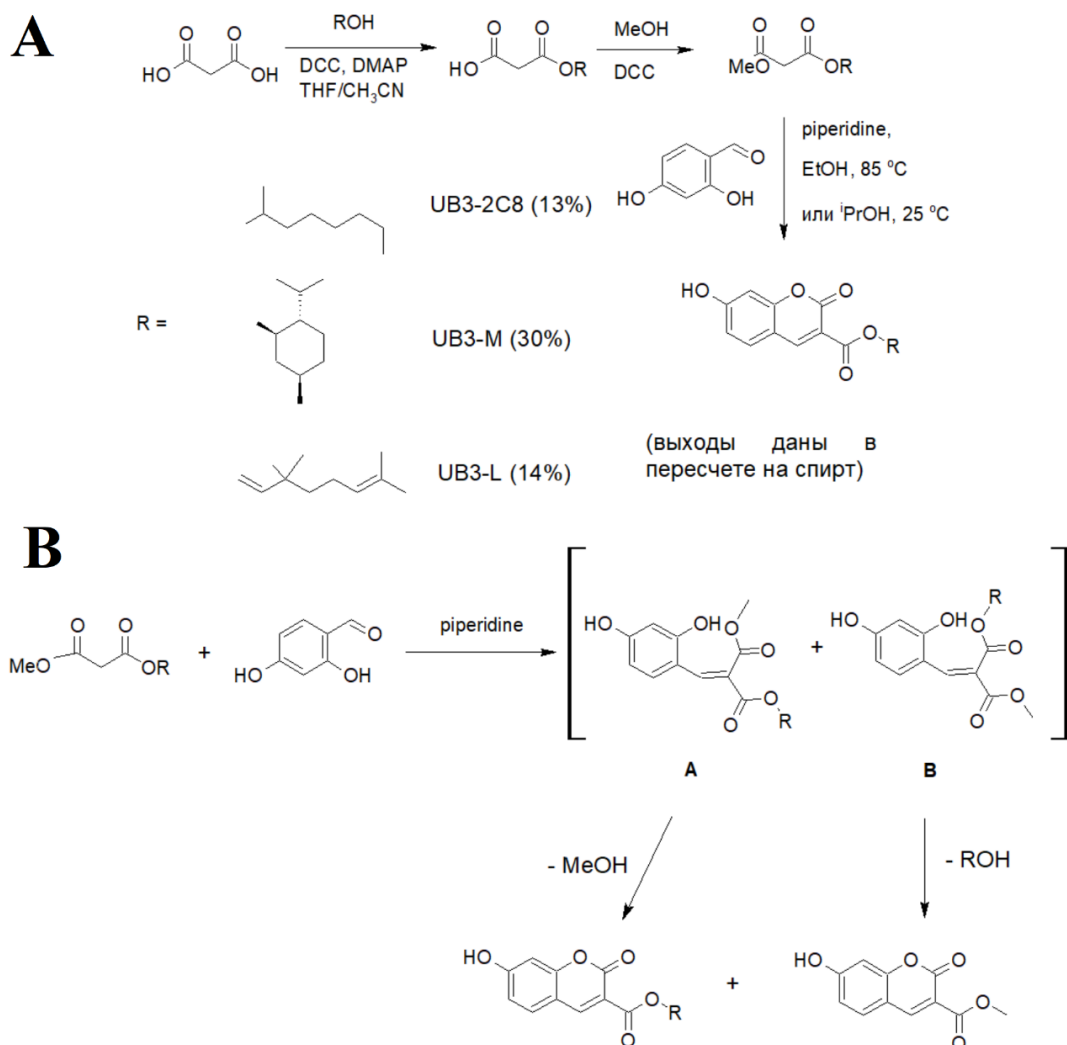 A
O O
HO OH
ROH
DCC, DMAP
THF/CH3CN
O O
HO OR
MeOH
DCC
O O
MeO OR
HO OH O
piperidine,
EtOH, 85 °C
или ⁱPrOH, 25 °C
R =
UB3-2C8 (13%)
UB3-M (30%)
UB3-L (14%)
HO O O
O
R
O
(выходы даны в
пересчете на спирт)
B
O O
MeO OR
+
HO OH O
piperidine
HO OH O
O
O O R
A
+
HO OH O R
O
O O
B
- MeOH
- ROH
HO O O
O
R
O
+
HO O O
O
O